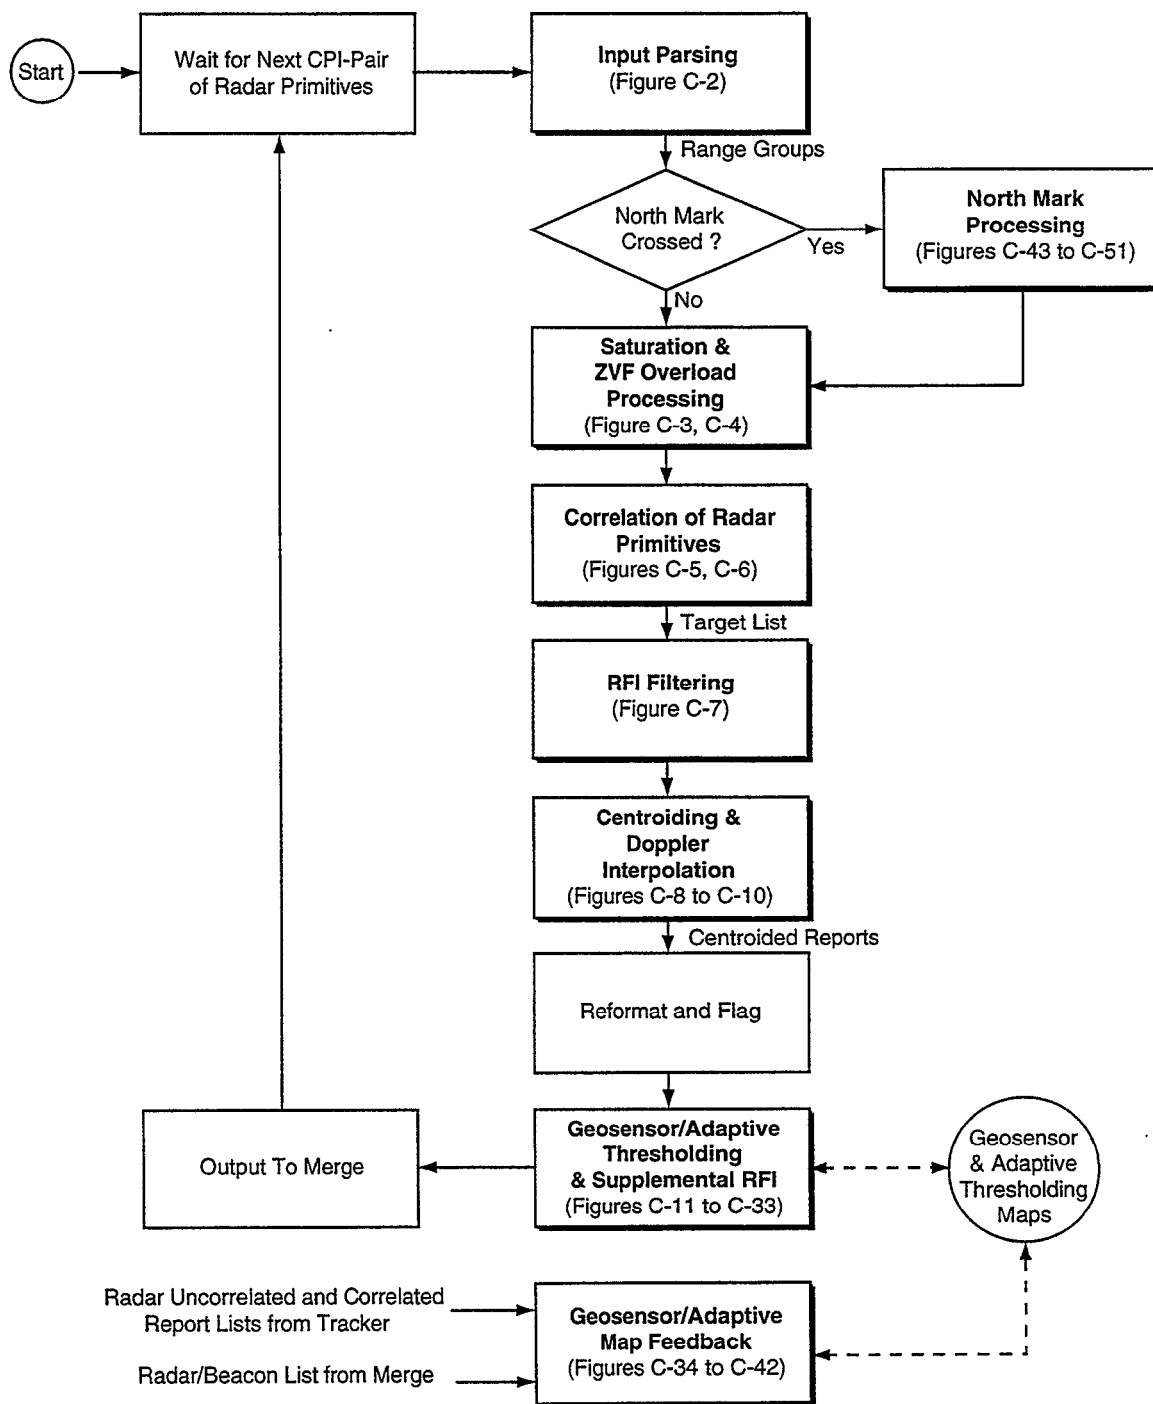 Start
Wait for Next CPI-Pair
of Radar Primitives
Input Parsing
(Figure C-2)
Range Groups
North Mark
Crossed ?
Yes
North Mark
Processing
(Figures C-43 to C-51)
No
Saturation &
ZVF Overload
Processing
(Figure C-3, C-4)
Correlation of Radar
Primitives
(Figures C-5, C-6)
Target List
RFI Filtering
(Figure C-7)
Centroiding &
Doppler
Interpolation
(Figures C-8 to C-10)
Centroided Reports
Reformat and Flag
Output To Merge
Geosensor/Adaptive
Thresholding
& Supplemental RFI
(Figures C-11 to C-33)
Geosensor
& Adaptive
Thresholding
Maps
Radar Uncorrelated and Correlated
Report Lists from Tracker
Radar/Beacon List from Merge
Geosensor/Adaptive
Map Feedback
(Figures C-34 to C-42)